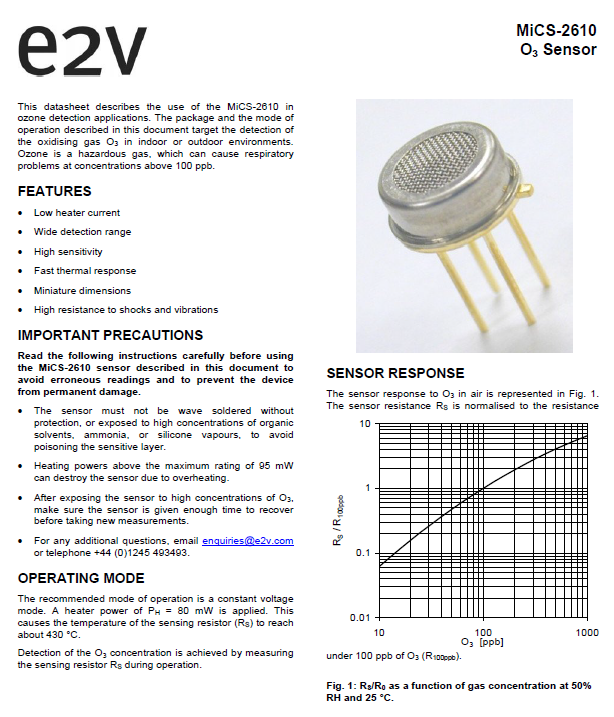 e2v
MiCS-2610
O3 Sensor
This datasheet describes the use of the MiCS-2610 in
ozone detection applications. The package and the mode of
operation described in this document target the detection of
the oxidising gas O3 in indoor or outdoor environments.
Ozone is a hazardous gas, which can cause respiratory
problems at concentrations above 100 ppb.
FEATURES
• Low heater current
• Wide detection range
• High sensitivity
• Fast thermal response
• Miniature dimensions
• High resistance to shocks and vibrations
IMPORTANT PRECAUTIONS
Read the following instructions carefully before using
the MiCS-2610 sensor described in this document to
avoid erroneous readings and to prevent the device
from permanent damage.
• The sensor must not be wave soldered without
protection, or exposed to high concentrations of organic
solvents, ammonia, or silicone vapours, to avoid
poisoning the sensitive layer.
• Heating powers above the maximum rating of 95 mW
can destroy the sensor due to overheating.
• After exposing the sensor to high concentrations of O3,
make sure the sensor is given enough time to recover
before taking new measurements.
• For any additional questions, email enquiries@e2v.com
or telephone +44 (0)1245 493493.
OPERATING MODE
The recommended mode of operation is a constant voltage
mode. A heater power of PH = 80 mW is applied. This
causes the temperature of the sensing resistor (RS) to reach
about 430 °C.
Detection of the O3 concentration is achieved by measuring
the sensing resistor RS during operation.
SENSOR RESPONSE
The sensor response to O3 in air is represented in Fig. 1.
The sensor resistance RS is normalised to the resistance
10
1
0.1
0.01
RS / R100ppb
10 100 1000
O3 [ppb]
under 100 ppb of O3 (R100ppb).
Fig. 1: RS/R0 as a function of gas concentration at 50%
RH and 25 °C.